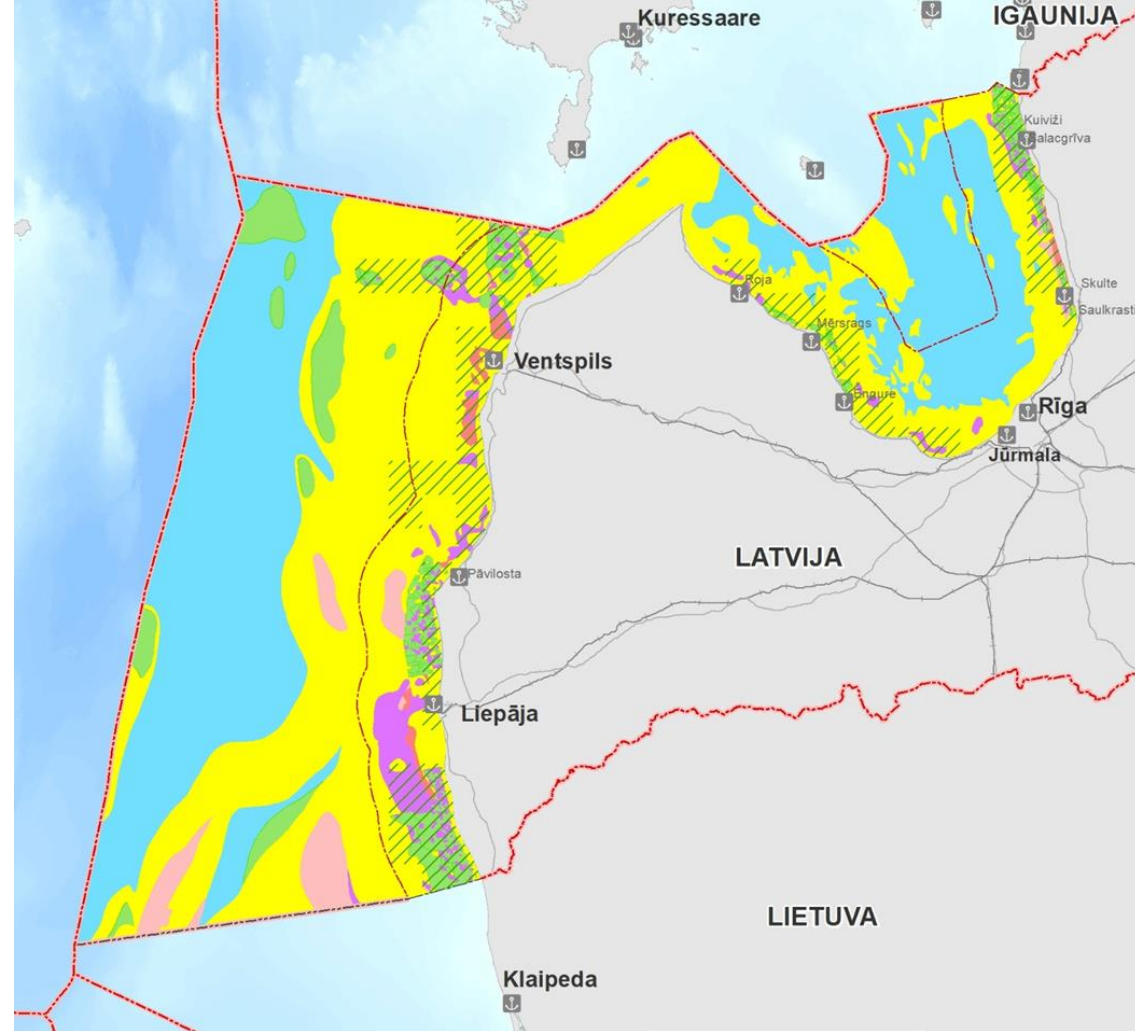 Kuressaare
IGAUNIJA
Kuiviži
Salacgrīva
Skulte
Saulkrasti
Roja
Mērsrags
Ventspils
Engure
Rīga
Jūrmala
LATVIJA
Pāvilosta
Liepāja
LIETUVA
Klaipeda